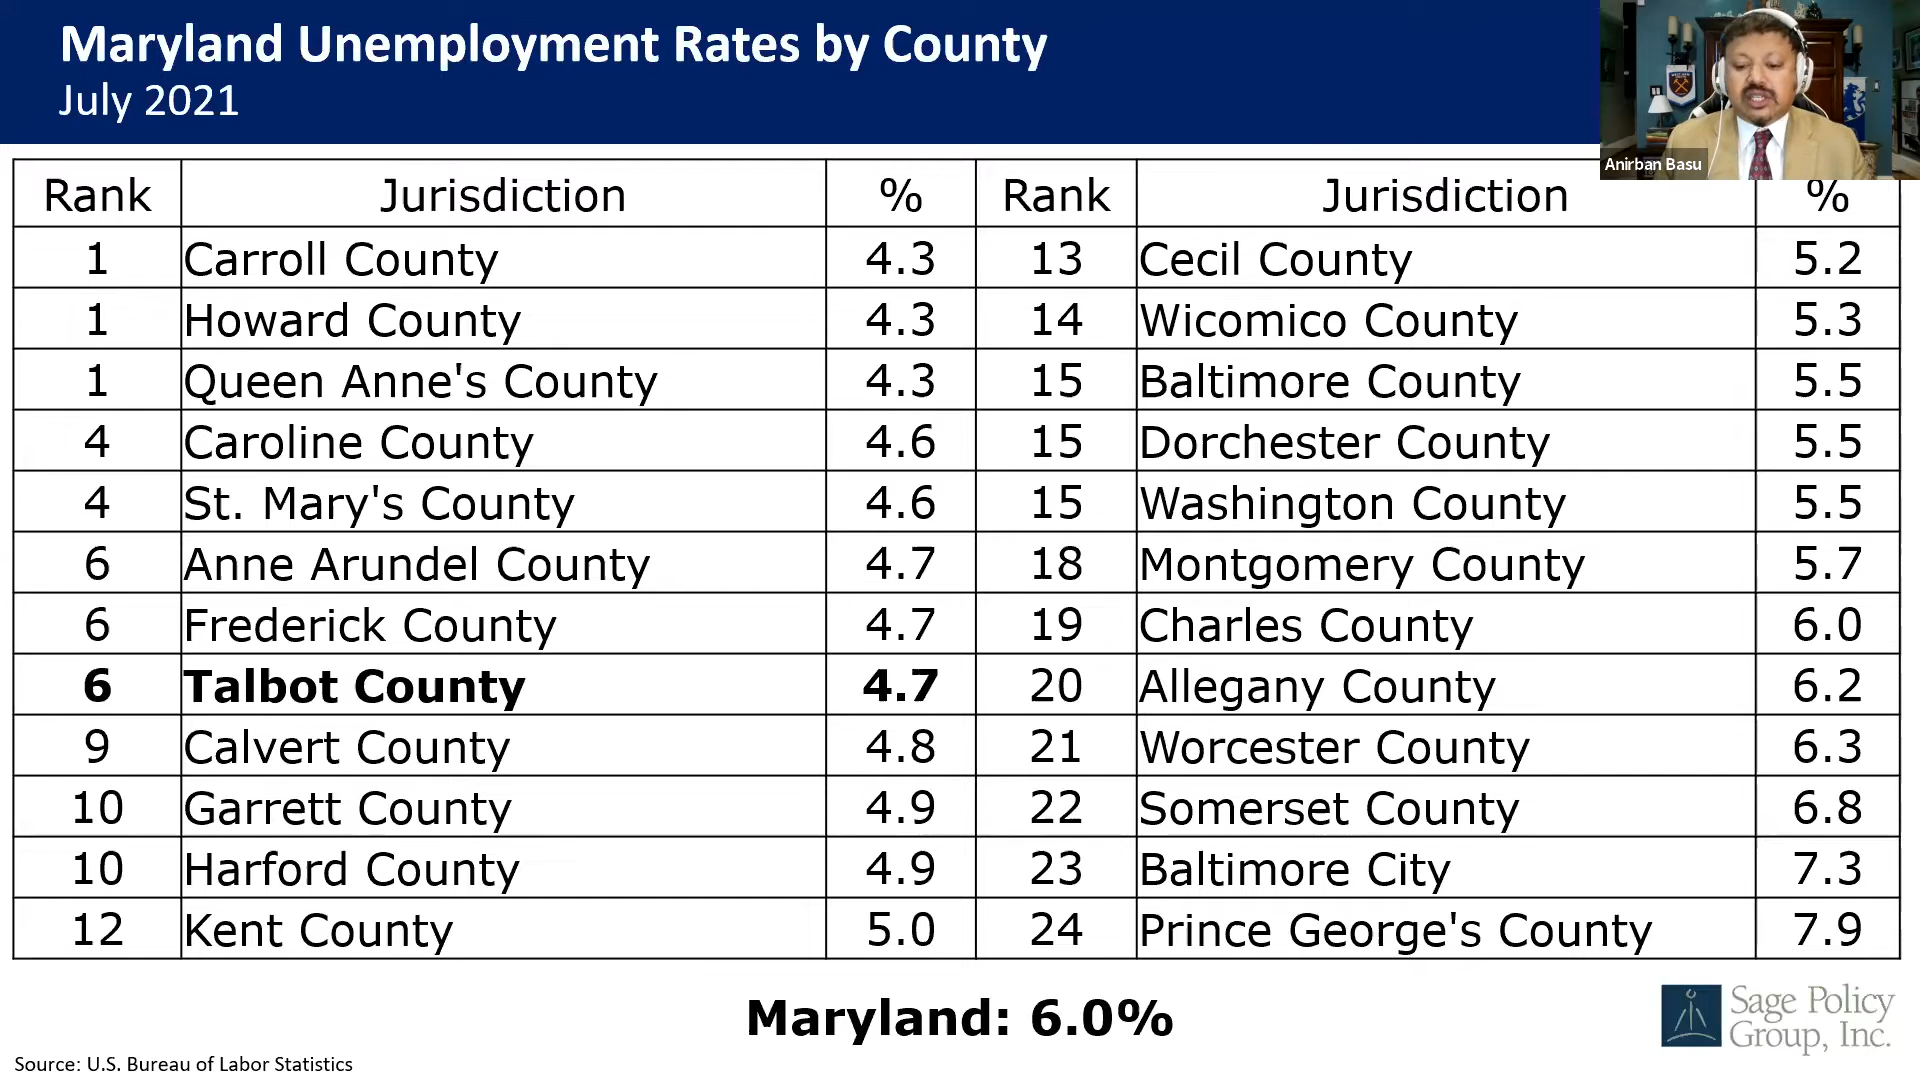 Maryland Unemployment Rates by County
July 2021
Anirban Basu
Rank Jurisdiction % Rank Jurisdiction %
1 Carroll County 4.3 13 Cecil County 5.2
1 Howard County 4.3 14 Wicomico County 5.3
1 Queen Anne's County 4.3 15 Baltimore County 5.5
4 Caroline County 4.6 15 Dorchester County 5.5
4 St. Mary's County 4.6 15 Washington County 5.5
6 Anne Arundel County 4.7 18 Montgomery County 5.7
6 Frederick County 4.7 19 Charles County 6.0
6 Talbot County 4.7 20 Allegany County 6.2
9 Calvert County 4.8 21 Worcester County 6.3
10 Garrett County 4.9 22 Somerset County 6.8
10 Harford County 4.9 23 Baltimore City 7.3
12 Kent County 5.0 24 Prince George's County 7.9
Maryland: 6.0%
Sage Policy
Group, Inc.
Source: U.S. Bureau of Labor Statistics